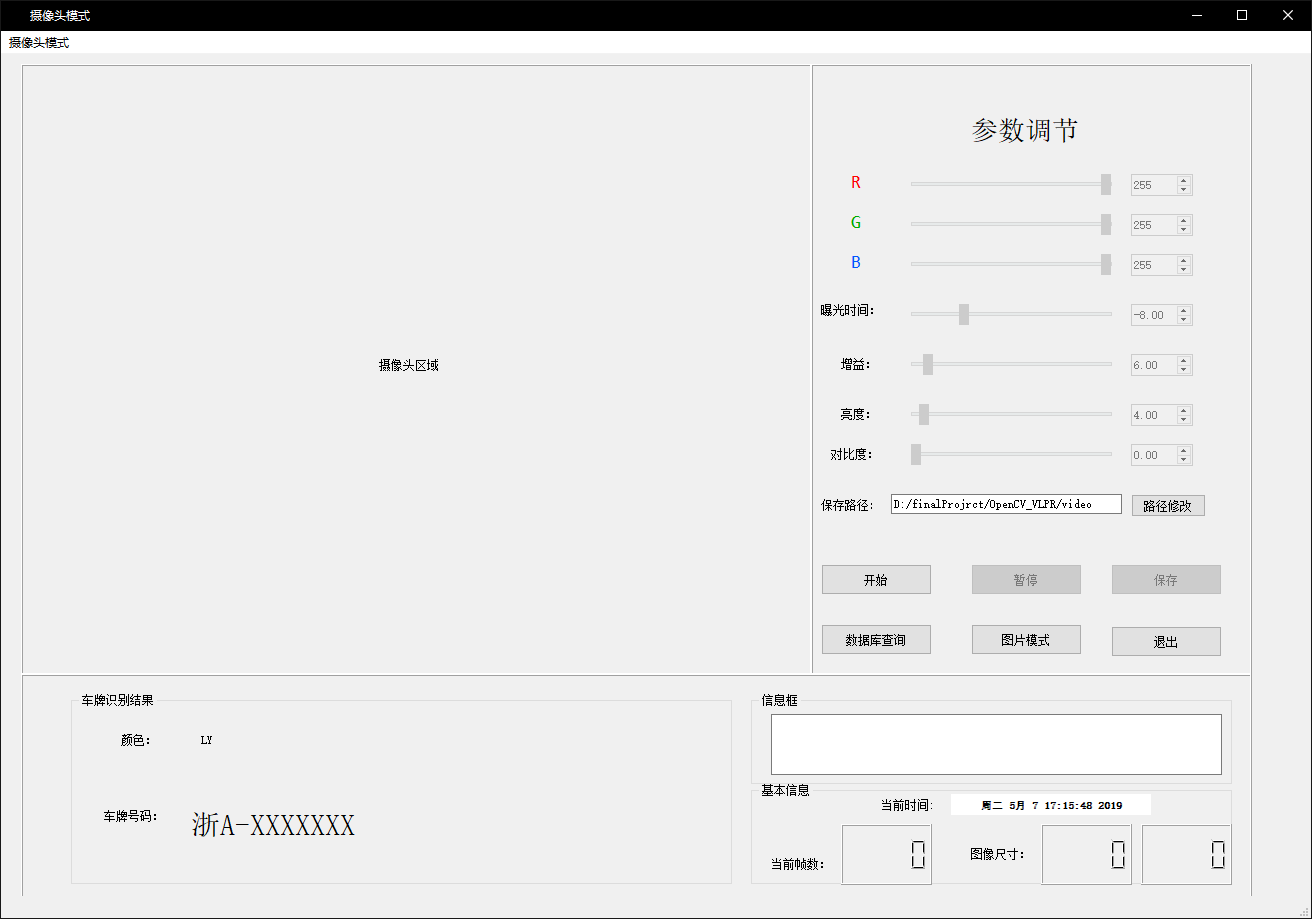 摄像头模式
摄像头模式
摄像头区域
参数调节
R 255
G 255
B 255
曝光时间： -8.00
增益： 6.00
亮度： 4.00
对比度： 0.00
保存路径： D:/finalProjrct/OpenCV_VLPR/video 路径修改
开始 暂停 保存
数据库查询 图片模式 退出
车牌识别结果
颜色： LY
车牌号码： 浙A-XXXXXXX
信息框
基本信息
当前时间： 周二 5月 7 17:15:48 2019
当前帧数： 0 图像尺寸： 0 0